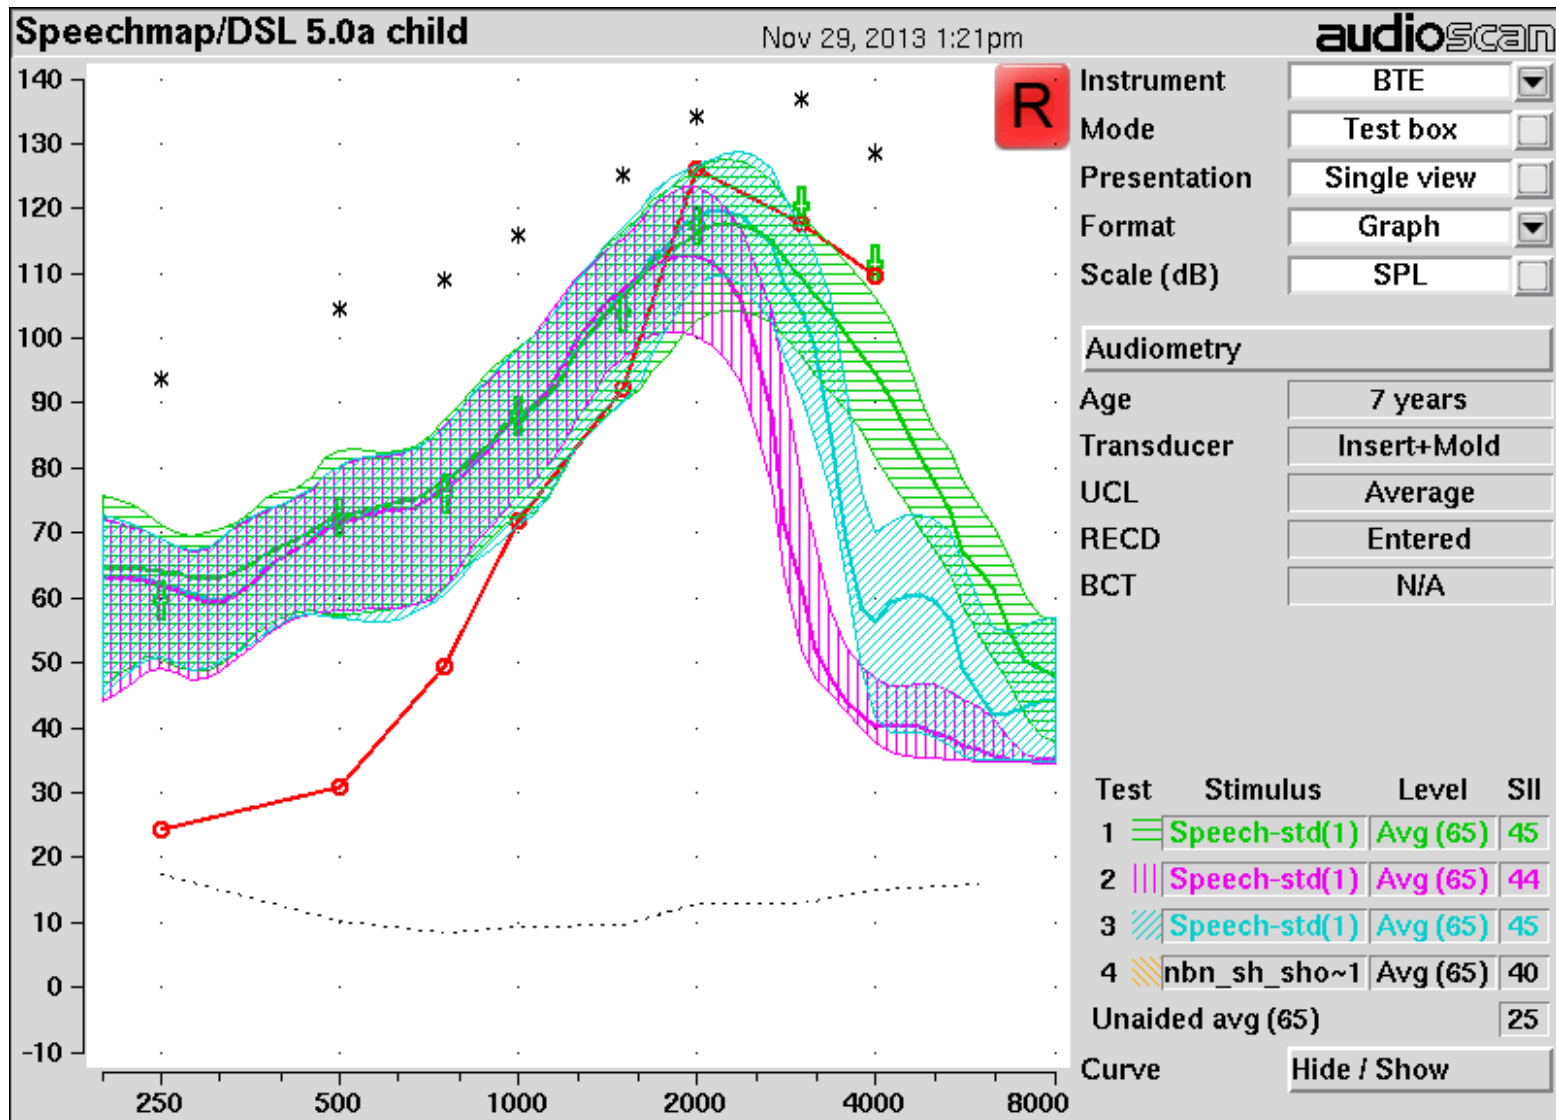 Speechmap/DSL 5.0a child
Nov 29, 2013 1:21pm
audioscan
R
140
130
120
110
100
90
80
70
60
50
40
30
20
10
0
-10
250 500 1000 2000 4000 8000
Instrument BTE
Mode Test box
Presentation Single view
Format Graph
Scale (dB) SPL
Audiometry
Age 7 years
Transducer Insert+Mold
UCL Average
RECD Entered
BCT N/A
Test Stimulus Level SII
1 Speech-std(1) Avg (65) 45
2 Speech-std(1) Avg (65) 44
3 Speech-std(1) Avg (65) 45
4 nbn_sh_sho~1 Avg (65) 40
Unaided avg (65) 25
Curve Hide / Show